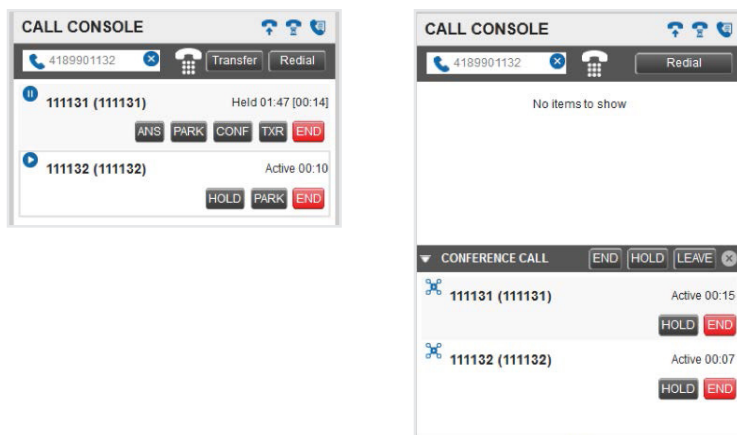 CALL CONSOLE
4189901132 Transfer Redial
111131 (111131) Held 01:47 [00:14]
ANS PARK CONF TXR END
111132 (111132) Active 00:10
HOLD PARK END
CALL CONSOLE
4189901132 Redial
No items to show
CONFERENCE CALL END HOLD LEAVE
111131 (111131) Active 00:15
HOLD END
111132 (111132) Active 00:07
HOLD END